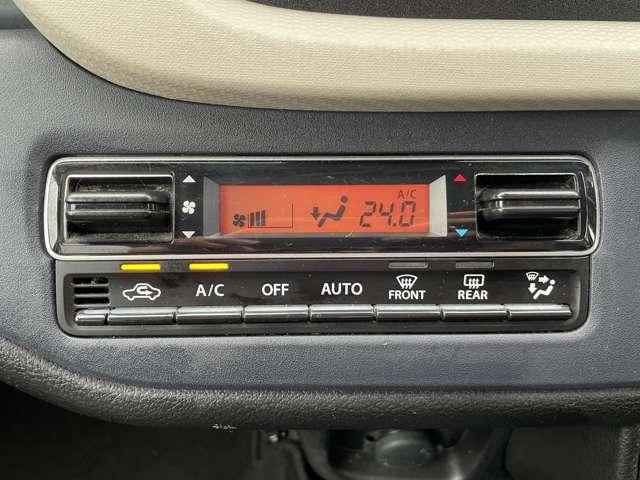 A/C
24.0
A/C OFF AUTO FRONT REAR